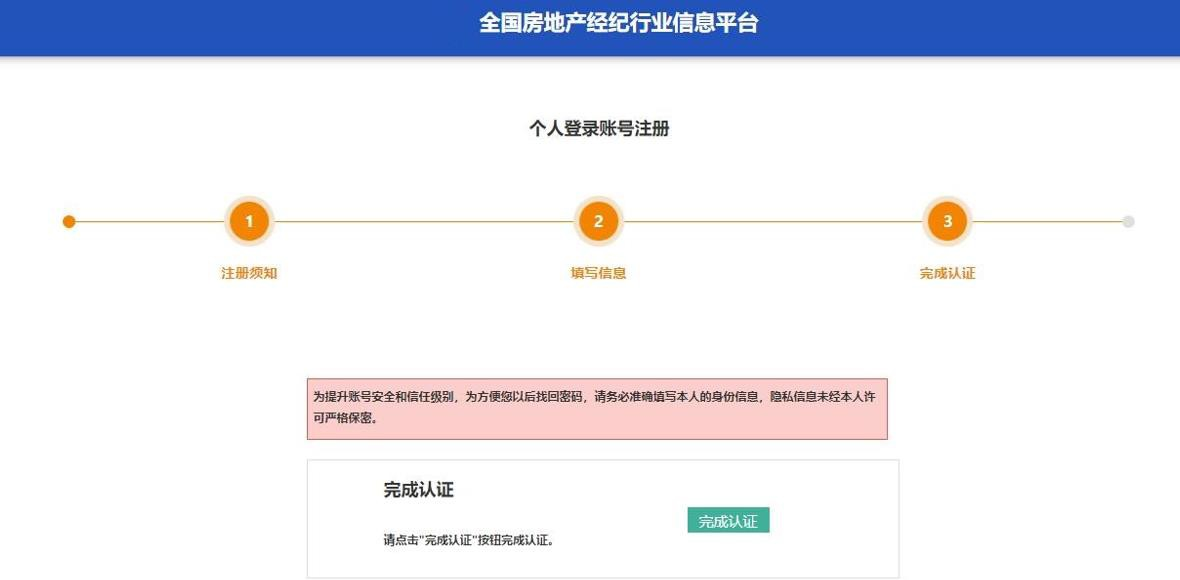 全国房地产经纪行业信息平台
个人登录账号注册
1
2
3
注册须知
填写信息
完成认证
为提升账号安全和信任级别，为方便您以后找回密码，请务必准确填写本人的身份信息，隐私信息未经本人许
可严格保密。
完成认证
完成认证
请点击"完成认证"按钮完成认证。